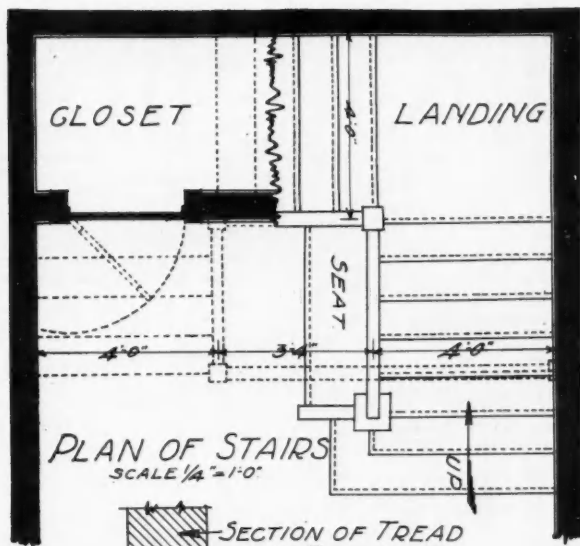 CLOSET
LANDING
4'-0"
SEAT
4'-0"
3'-4"
4'-0"
PLAN OF STAIRS
SCALE 1/4" = 1'-0"
UP
SECTION OF TREAD